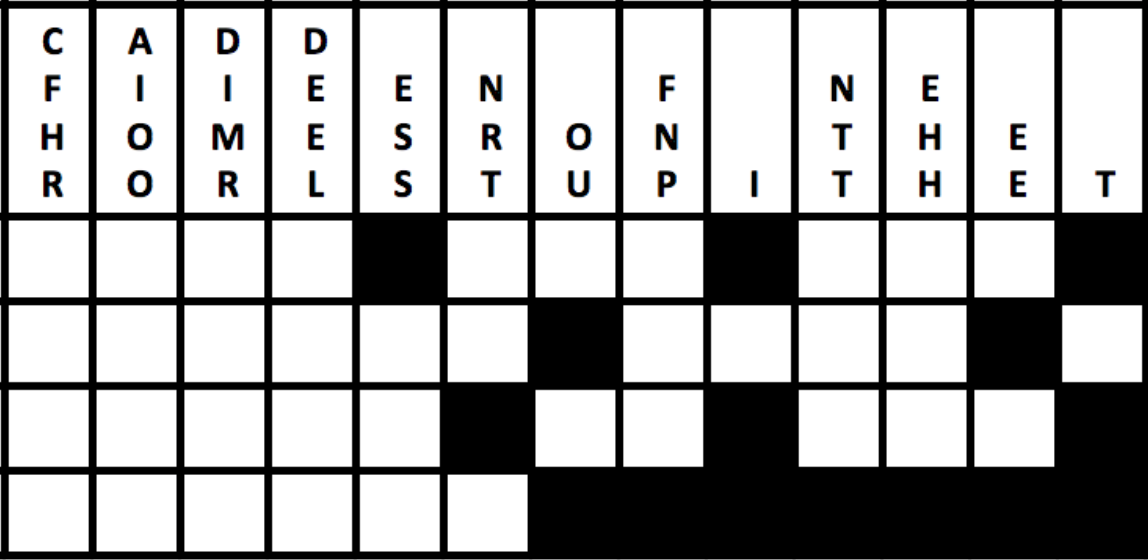 C A D D
F I I E E N F N E
H O M E S R O N T H E
R O R L S T U P I T H E T